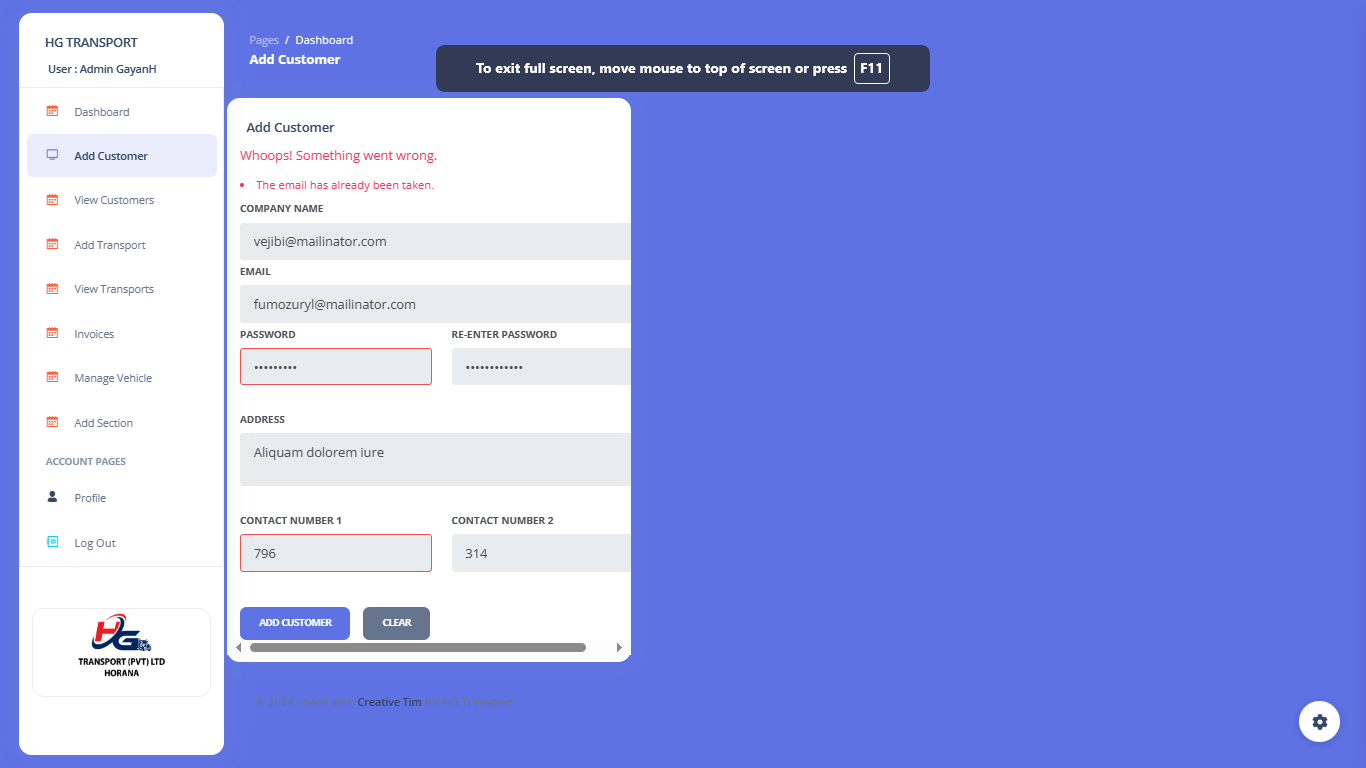 HG TRANSPORT
User : Admin GayanH
Dashboard
Add Customer
View Customers
Add Transport
View Transports
Invoices
Manage Vehicle
Add Section
ACCOUNT PAGES
Profile
Log Out
HG
TRANSPORT (PVT) LTD
HORANA
Pages / Dashboard
Add Customer
To exit full screen, move mouse to top of screen or press F11
Add Customer
Whoops! Something went wrong.
• The email has already been taken.
COMPANY NAME
vejibi@mailinator.com
EMAIL
fumozuryl@mailinator.com
PASSWORD RE-ENTER PASSWORD
••••••••• ••••••••••••
ADDRESS
Aliquam dolorem iure
CONTACT NUMBER 1 CONTACT NUMBER 2
796 314
ADD CUSTOMER CLEAR
© 2024, Creative Tim